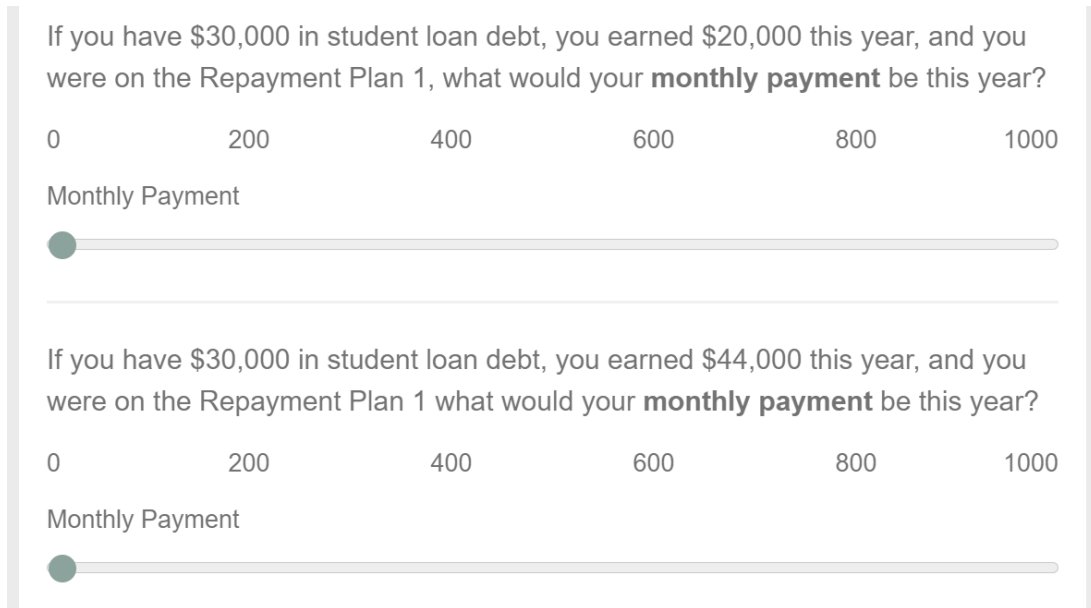 If you have $30,000 in student loan debt, you earned $20,000 this year, and you
were on the Repayment Plan 1, what would your monthly payment be this year?
0 200 400 600 800 1000
Monthly Payment
If you have $30,000 in student loan debt, you earned $44,000 this year, and you
were on the Repayment Plan 1 what would your monthly payment be this year?
0 200 400 600 800 1000
Monthly Payment